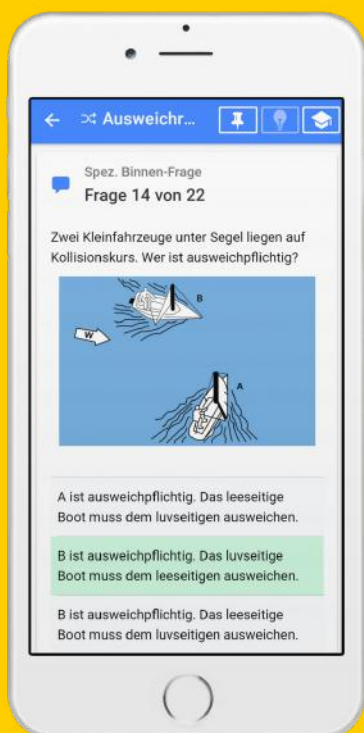 Ausweichr...
Spez. Binnen-Frage
Frage 14 von 22
Zwei Kleinfahrzeuge unter Segel liegen auf
Kollisionskurs. Wer ist ausweichpflichtig?
B
W
A
A ist ausweichpflichtig. Das leeseitige
Boot muss dem luvseitigen ausweichen.
B ist ausweichpflichtig. Das luvseitige
Boot muss dem leeseitigen ausweichen.
B ist ausweichpflichtig. Das leeseitige
Boot muss dem luvseitigen ausweichen.